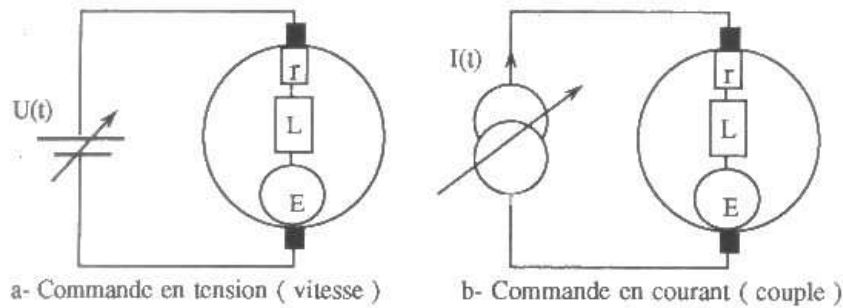 U(t)
r
L
E
a- Commande en tension ( vitesse )
I(t)
r
L
E
b- Commande en courant ( couple )